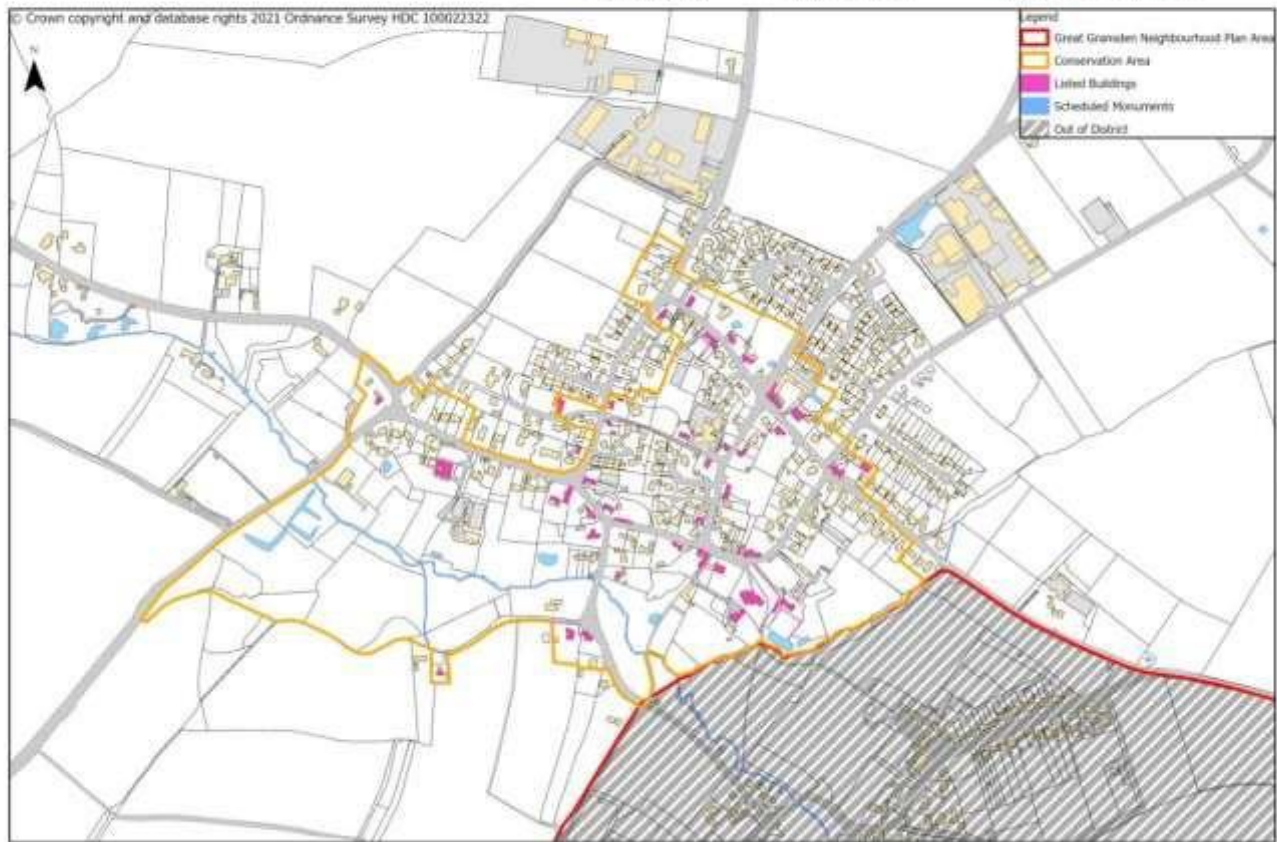 © Crown copyright and database rights 2021 Ordnance Survey HDC 100022322
N
Legend
Great Gransden Neighbourhood Plan Area
Conservation Area
Listed Buildings
Scheduled Monuments
Out of District